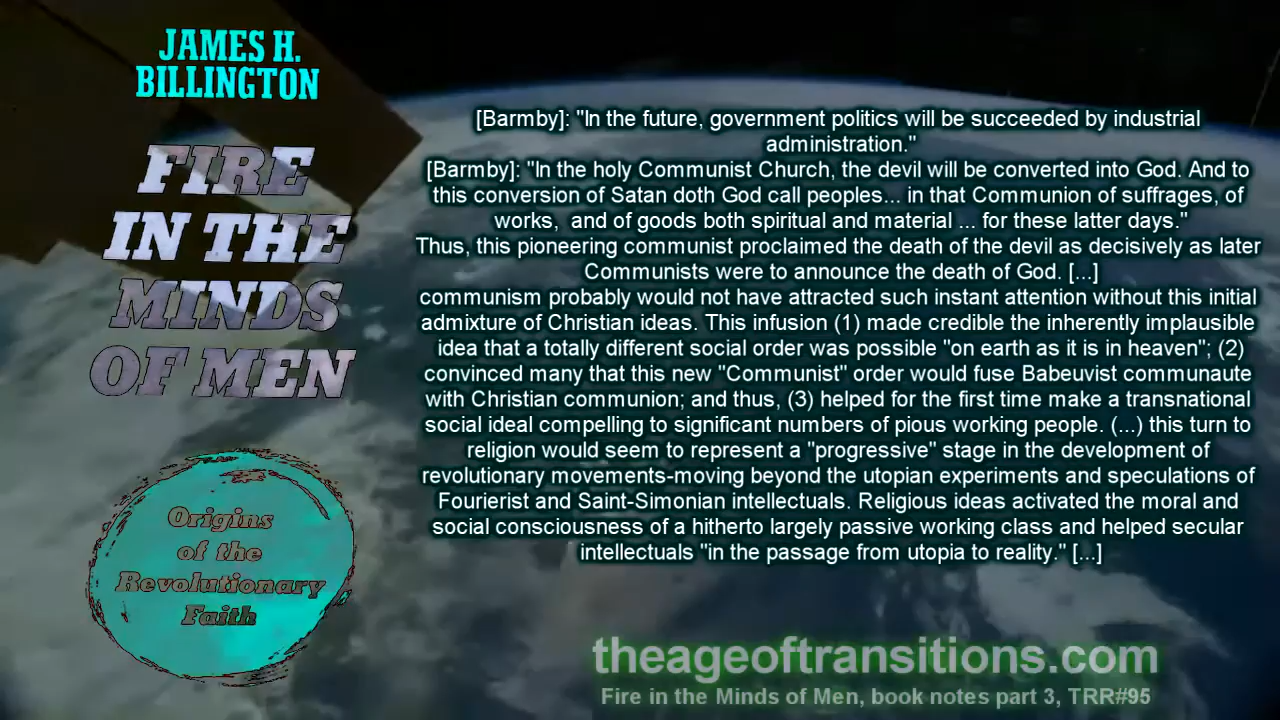 JAMES H.
BILLINGTON
FIRE
IN THE
MINDS
OF MEN
Origins
of the
Revolutionary
Faith
[Barmby]: "In the future, government politics will be succeeded by industrial
administration."
[Barmby]: "In the holy Communist Church, the devil will be converted into God. And to
this conversion of Satan doth God call peoples... in that Communion of suffrages, of
works, and of goods both spiritual and material ... for these latter days."
Thus, this pioneering communist proclaimed the death of the devil as decisively as later
Communists were to announce the death of God. [...]
communism probably would not have attracted such instant attention without this initial
admixture of Christian ideas. This infusion (1) made credible the inherently implausible
idea that a totally different social order was possible "on earth as it is in heaven"; (2)
convinced many that this new "Communist" order would fuse Babeuvist communaute
with Christian communion; and thus, (3) helped for the first time make a transnational
social ideal compelling to significant numbers of pious working people. (...) this turn to
religion would seem to represent a "progressive" stage in the development of
revolutionary movements-moving beyond the utopian experiments and speculations of
Fourierist and Saint-Simonian intellectuals. Religious ideas activated the moral and
social consciousness of a hitherto largely passive working class and helped secular
intellectuals "in the passage from utopia to reality." [...]
theageoftransitions.com
Fire in the Minds of Men, book notes part 3, TRR#95